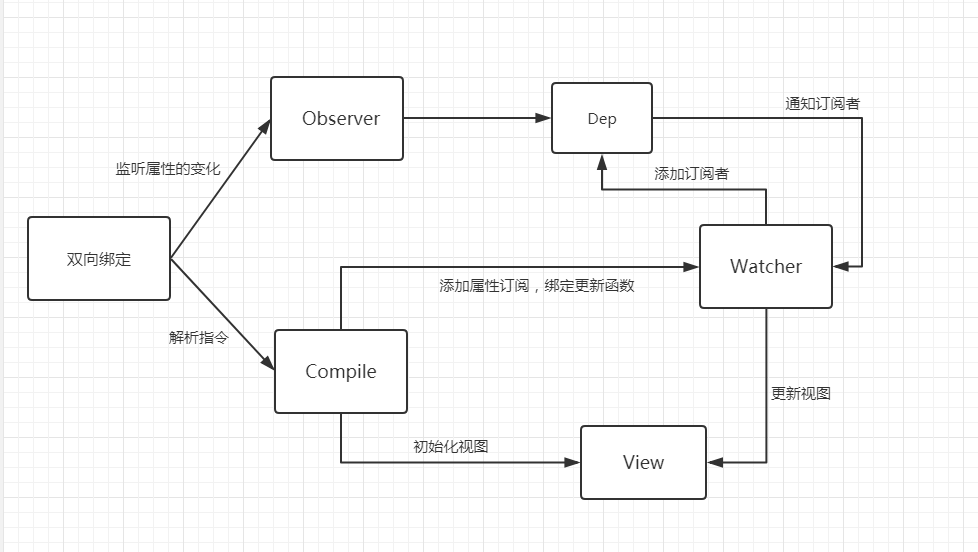 通知订阅者
Observer
Dep
监听属性的变化
添加订阅者
双向绑定
Watcher
添加属性订阅，绑定更新函数
解析指令
Compile
更新视图
初始化视图
View